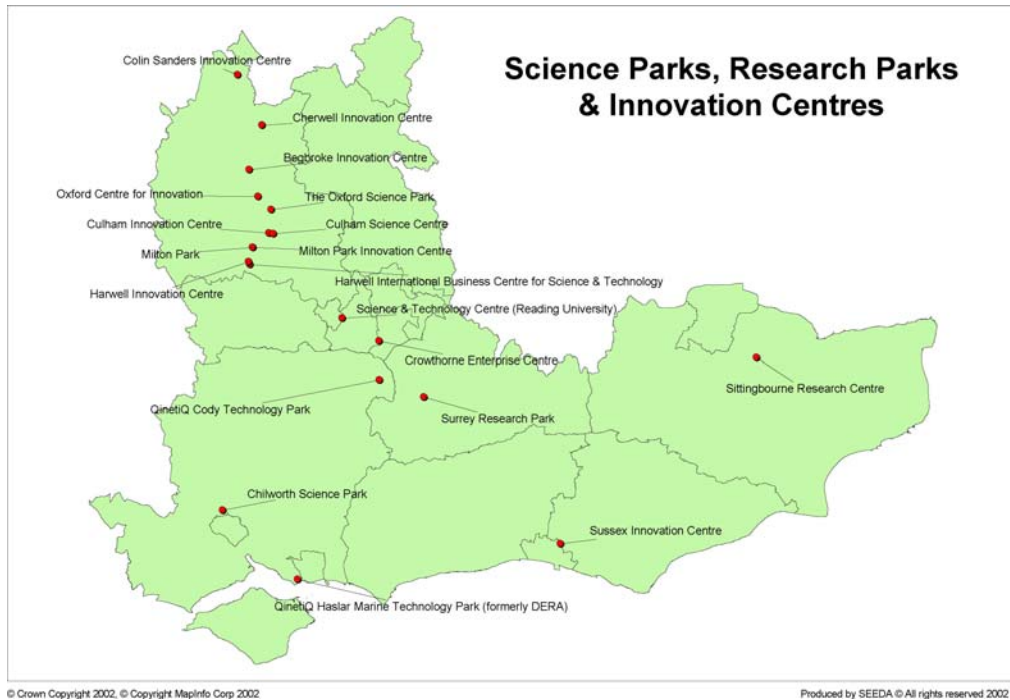 Science Parks, Research Parks
& Innovation Centres
Colin Sanders Innovation Centre
Cherwell Innovation Centre
Begbroke Innovation Centre
Oxford Centre for Innovation
The Oxford Science Park
Culham Innovation Centre
Culham Science Centre
Milton Park
Milton Park Innovation Centre
Harwell International Business Centre for Science & Technology
Harwell Innovation Centre
Science & Technology Centre (Reading University)
Crowthorne Enterprise Centre
Sittingbourne Research Centre
QinetiQ Cody Technology Park
Surrey Research Park
Chilworth Science Park
Sussex Innovation Centre
QinetiQ Haslar Marine Technology Park (formerly DERA)
© Crown Copyright 2002, © Copyright MapInfo Corp 2002
Produced by SEEDA © All rights reserved 2002